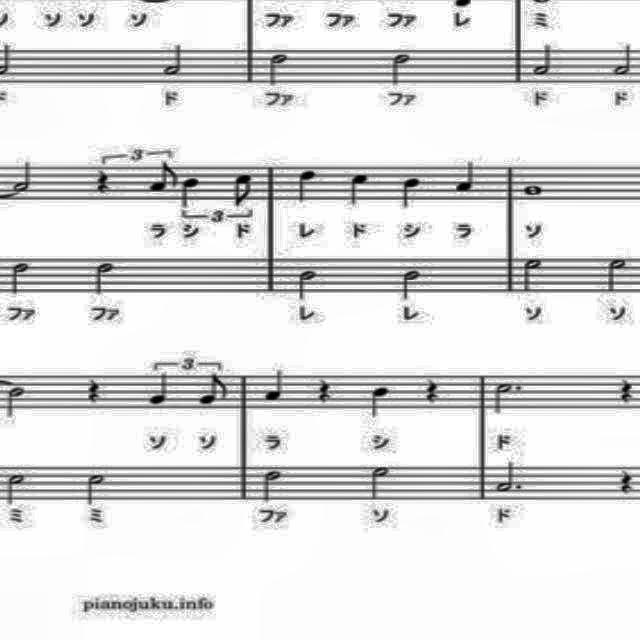 ソ ソ ソ ファ ファ ファ レ ミ
ド ファ ファ ド ド
3
ラ シ ド レ ド シ ラ ソ
3
ファ ファ レ レ ソ ソ
3
ソ ソ ラ シ ド
ミ ミ ファ ソ ド
pianojuku.info